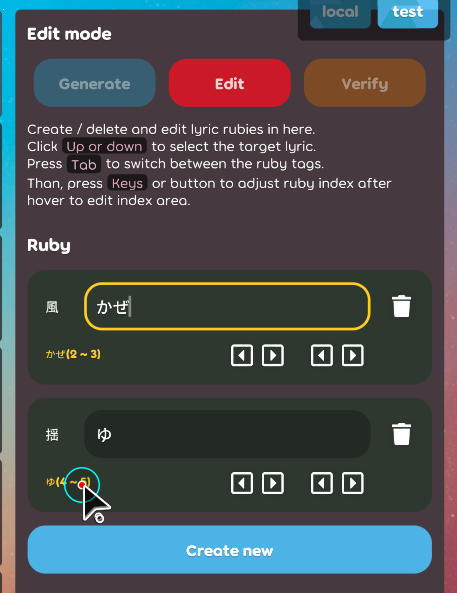 local test
Edit mode
Generate Edit Verify
Create / delete and edit lyric rubies in here.
Click Up or down to select the target lyric.
Press Tab to switch between the ruby tags.
Than, press Keys or button to adjust ruby index after
hover to edit index area.
Ruby
風 かぜ
かぜ(2 ~ 3)
揺 ゆ
ゆ(4 ~ 5)
6
Create new